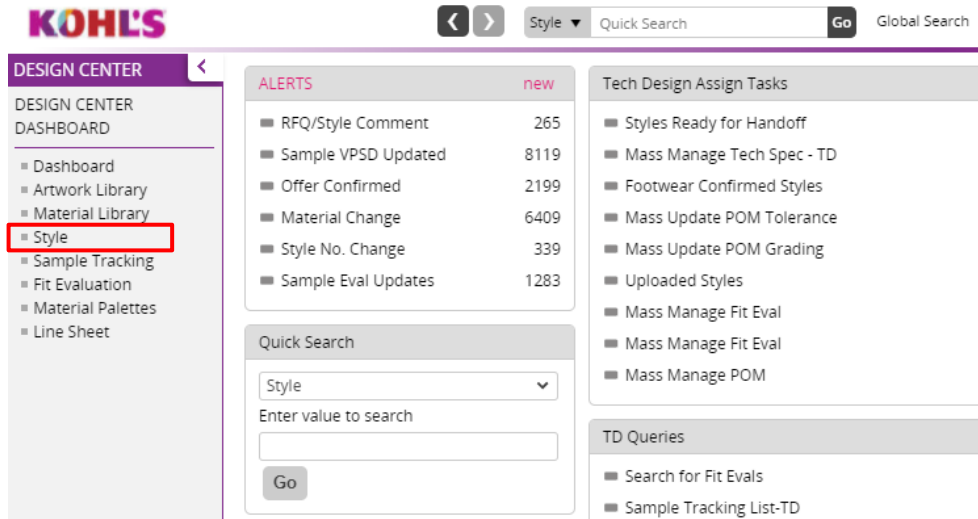 KOHL'S
Style ▼ Quick Search Go Global Search
DESIGN CENTER
DESIGN CENTER
DASHBOARD
Dashboard
Artwork Library
Material Library
Style
Sample Tracking
Fit Evaluation
Material Palettes
Line Sheet
ALERTS new
RFQ/Style Comment 265
Sample VPSD Updated 8119
Offer Confirmed 2199
Material Change 6409
Style No. Change 339
Sample Eval Updates 1283
Quick Search
Style
Enter value to search
Go
Tech Design Assign Tasks
Styles Ready for Handoff
Mass Manage Tech Spec - TD
Footwear Confirmed Styles
Mass Update POM Tolerance
Mass Update POM Grading
Uploaded Styles
Mass Manage Fit Eval
Mass Manage Fit Eval
Mass Manage POM
TD Queries
Search for Fit Evals
Sample Tracking List-TD